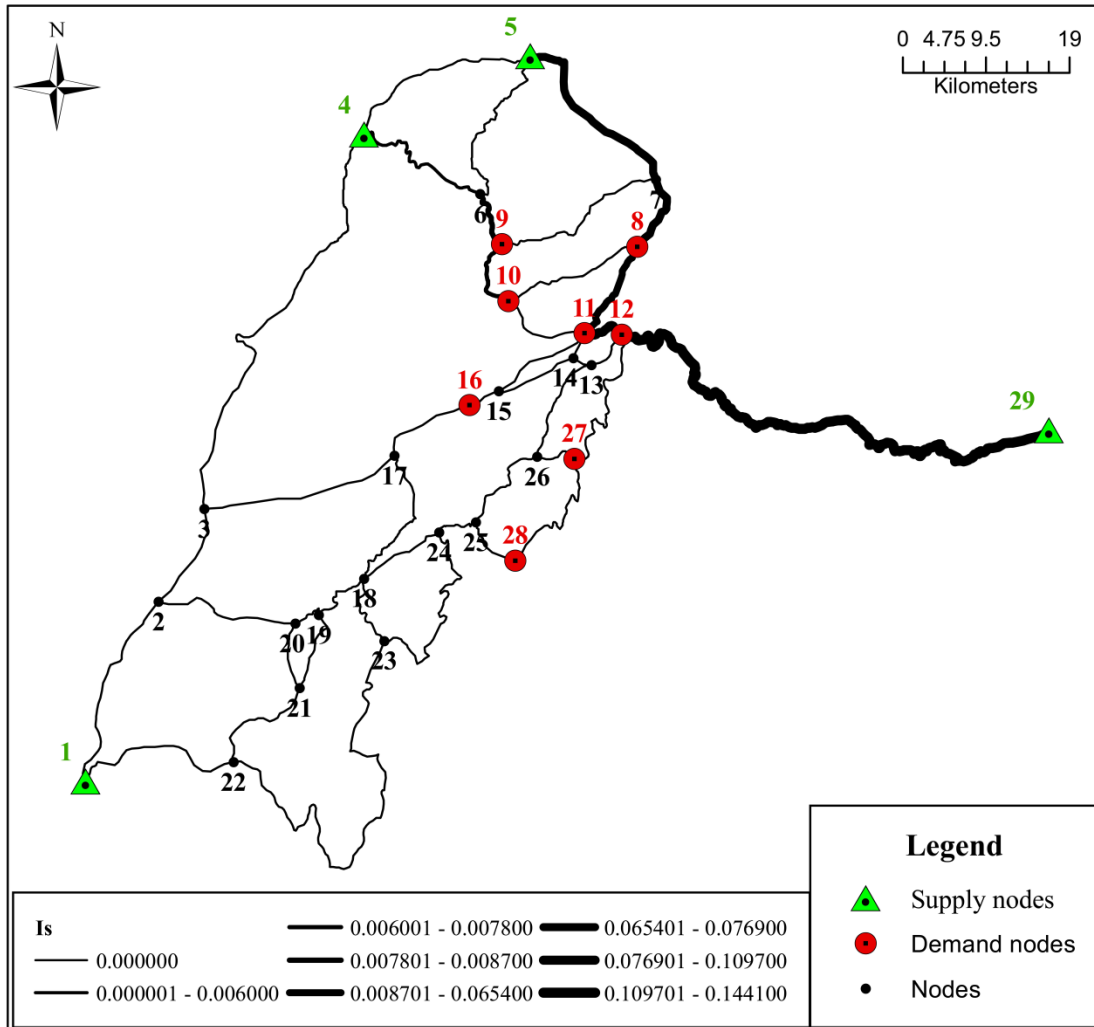 N
0 4.75 9.5 19
Kilometers
5
4
6
7
9
8
10
11
12
14
13
15
16
29
27
17
26
3
25
24
28
18
2
20
19
23
21
1
22
Legend
Supply nodes
Demand nodes
Nodes
Is
0.000000
0.000001 - 0.006000
0.006001 - 0.007800
0.007801 - 0.008700
0.008701 - 0.065400
0.065401 - 0.076900
0.076901 - 0.109700
0.109701 - 0.144100